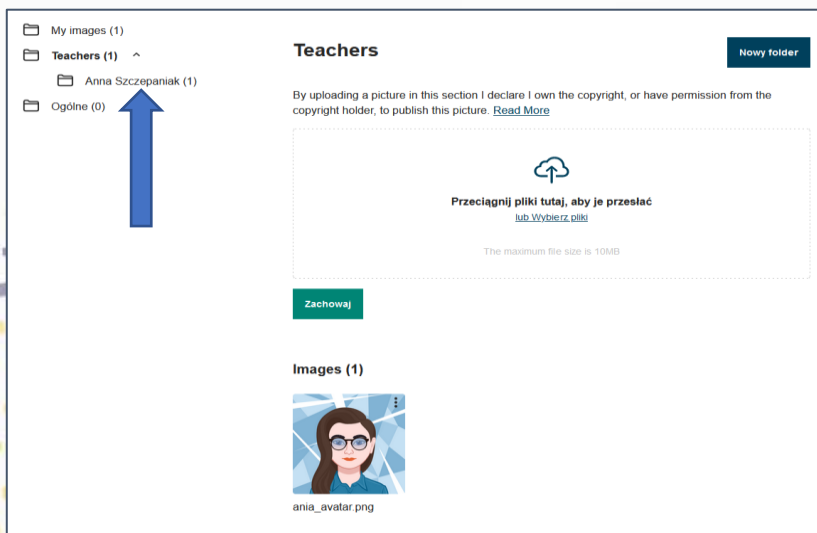 My images (1)
Teachers (1)
Anna Szczepaniak (1)
Ogólne (0)
Teachers
Nowy folder
By uploading a picture in this section I declare I own the copyright, or have permission from the
copyright holder, to publish this picture. Read More
Przeciągnij pliki tutaj, aby je przesłać
lub Wybierz pliki
The maximum file size is 10MB
Zachowaj
Images (1)
ania_avatar.png